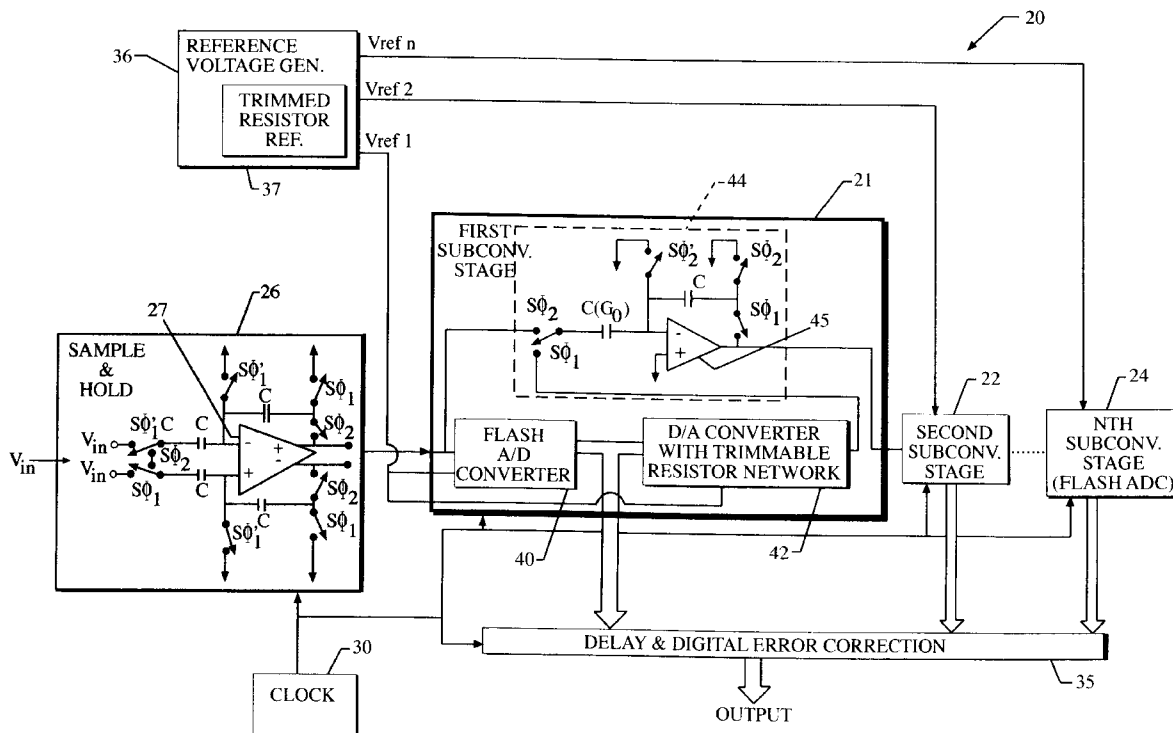 20
36
REFERENCE
VOLTAGE GEN.
TRIMMED
RESISTOR
REF.
37
Vref n
Vref 2
Vref 1
44
21
FIRST
SUBCONV.
STAGE
SΦ'2
SΦ2
C
C(G0)
SΦ1
SΦ2
SΦ1
-
+
45
27
26
SAMPLE
&
HOLD
SΦ'1
SΦ1
C
SΦ2
Vin
Vin
Vin
SΦ'1
C
C
SΦ2
SΦ1
C
-
+
+
-
C
SΦ'1
SΦ2
SΦ1
FLASH
A/D
CONVERTER
40
D/A CONVERTER
WITH TRIMMABLE
RESISTOR NETWORK
42
22
SECOND
SUBCONV.
STAGE
24
NTH
SUBCONV.
STAGE
(FLASH ADC)
30
CLOCK
DELAY & DIGITAL ERROR CORRECTION
35
OUTPUT